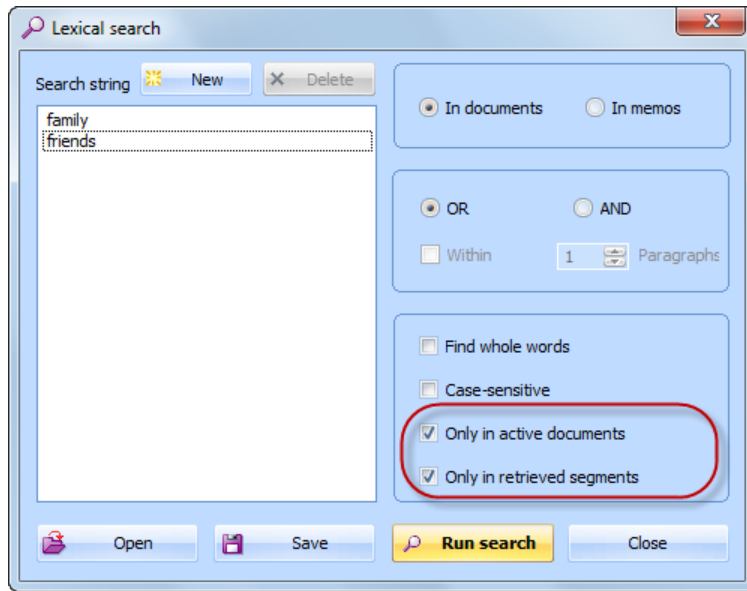 Lexical search
Search string New Delete
family
friends
In documents In memos
OR AND
Within 1 Paragraphs
Find whole words
Case-sensitive
Only in active documents
Only in retrieved segments
Open Save Run search Close